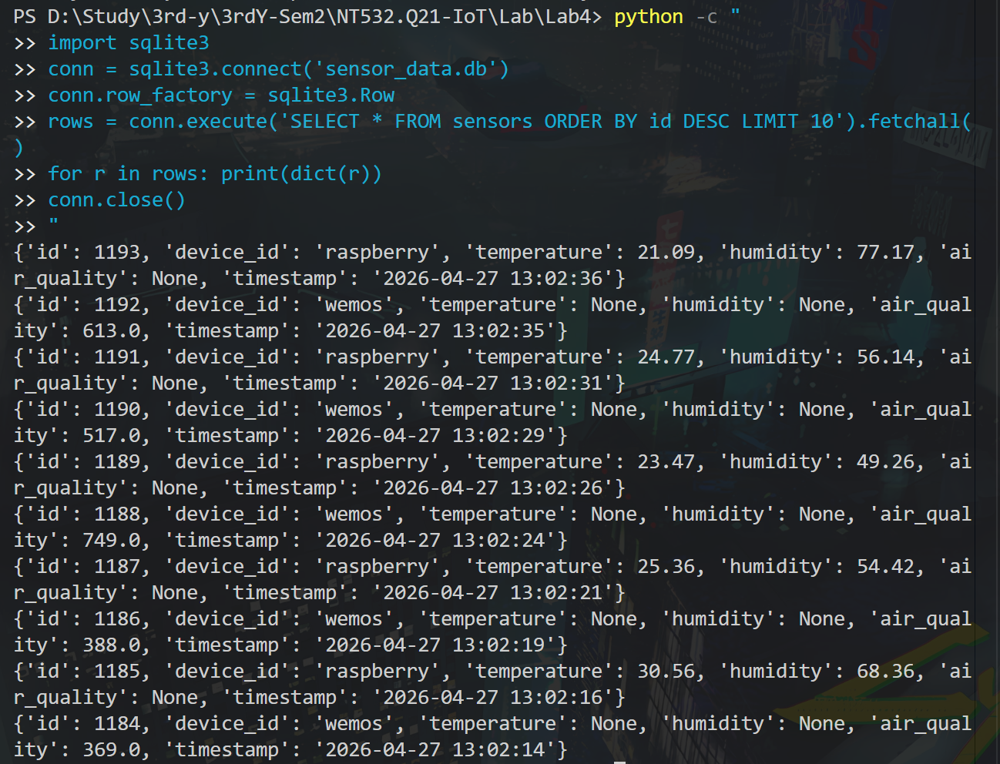 PS D:\Study\3rd-y\3rdY-Sem2\NT532.Q21-IoT\Lab\Lab4> python -c "
>> import sqlite3
>> conn = sqlite3.connect('sensor_data.db')
>> conn.row_factory = sqlite3.Row
>> rows = conn.execute('SELECT * FROM sensors ORDER BY id DESC LIMIT 10').fetchall(
)
>> for r in rows: print(dict(r))
>> conn.close()
>> "
{'id': 1193, 'device_id': 'raspberry', 'temperature': 21.09, 'humidity': 77.17, 'ai
r_quality': None, 'timestamp': '2026-04-27 13:02:36'}
{'id': 1192, 'device_id': 'wemos', 'temperature': None, 'humidity': None, 'air_qual
ity': 613.0, 'timestamp': '2026-04-27 13:02:35'}
{'id': 1191, 'device_id': 'raspberry', 'temperature': 24.77, 'humidity': 56.14, 'ai
r_quality': None, 'timestamp': '2026-04-27 13:02:31'}
{'id': 1190, 'device_id': 'wemos', 'temperature': None, 'humidity': None, 'air_qual
ity': 517.0, 'timestamp': '2026-04-27 13:02:29'}
{'id': 1189, 'device_id': 'raspberry', 'temperature': 23.47, 'humidity': 49.26, 'ai
r_quality': None, 'timestamp': '2026-04-27 13:02:26'}
{'id': 1188, 'device_id': 'wemos', 'temperature': None, 'humidity': None, 'air_qual
ity': 749.0, 'timestamp': '2026-04-27 13:02:24'}
{'id': 1187, 'device_id': 'raspberry', 'temperature': 25.36, 'humidity': 54.42, 'ai
r_quality': None, 'timestamp': '2026-04-27 13:02:21'}
{'id': 1186, 'device_id': 'wemos', 'temperature': None, 'humidity': None, 'air_qual
ity': 388.0, 'timestamp': '2026-04-27 13:02:19'}
{'id': 1185, 'device_id': 'raspberry', 'temperature': 30.56, 'humidity': 68.36, 'ai
r_quality': None, 'timestamp': '2026-04-27 13:02:16'}
{'id': 1184, 'device_id': 'wemos', 'temperature': None, 'humidity': None, 'air_qual
ity': 369.0, 'timestamp': '2026-04-27 13:02:14'}